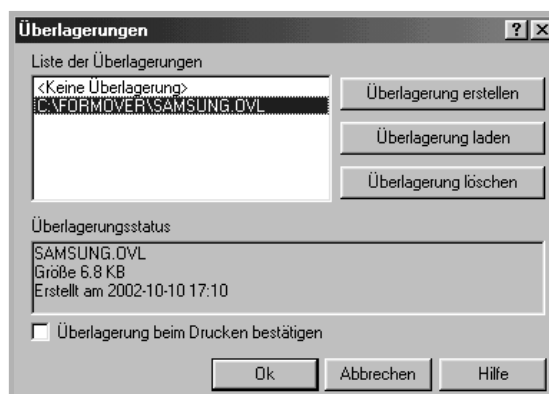 Überlagerungen
Liste der Überlagerungen
<Keine Überlagerung>
C:\FORMOVER\SAMSUNG.OVL
Überlagerung erstellen
Überlagerung laden
Überlagerung löschen
Überlagerungsstatus
SAMSUNG.OVL
Größe 6.8 KB
Erstellt am 2002-10-10 17:10
Überlagerung beim Drucken bestätigen
Ok
Abbrechen
Hilfe